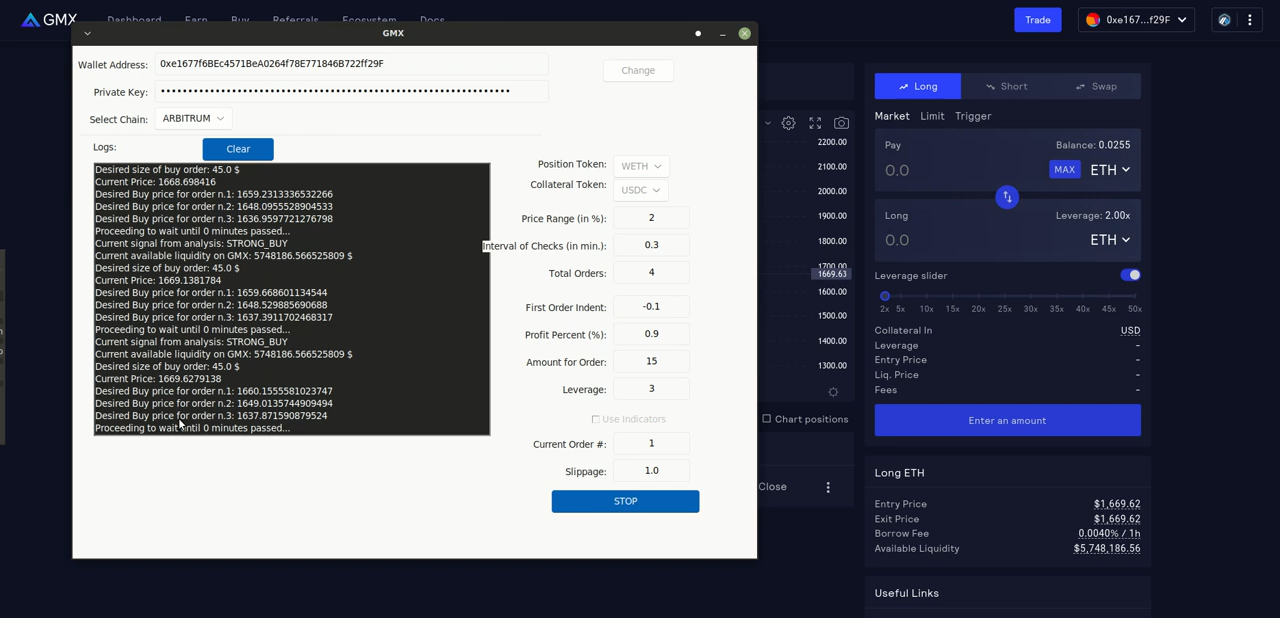 GMX
Dashboard Earn Buy Referrals Ecosystem Docs
Trade
0xe167...f29F
GMX
Wallet Address: 0xe1677f6BEc4571BeA0264f78E771846B722ff29F
Change
Private Key: ••••••••••••••••••••••••••••••••••••••••••••••••••••••••••••••••
Select Chain: ARBITRUM
Logs:
Clear
Desired size of buy order: 45.0 $
Current Price: 1668.698416
Desired Buy price for order n.1: 1659.2313336532266
Desired Buy price for order n.2: 1648.0955528904533
Desired Buy price for order n.3: 1636.9597721276798
Proceeding to wait until 0 minutes passed...
Current signal from analysis: STRONG_BUY
Current available liquidity on GMX: 5748186.566525809 $
Desired size of buy order: 45.0 $
Current Price: 1669.1381784
Desired Buy price for order n.1: 1659.668601134544
Desired Buy price for order n.2: 1648.529885690688
Desired Buy price for order n.3: 1637.3911702468317
Proceeding to wait until 0 minutes passed...
Current signal from analysis: STRONG_BUY
Current available liquidity on GMX: 5748186.566525809 $
Desired size of buy order: 45.0 $
Current Price: 1669.6279138
Desired Buy price for order n.1: 1660.1555581023747
Desired Buy price for order n.2: 1649.0135744909494
Desired Buy price for order n.3: 1637.871590879524
Proceeding to wait until 0 minutes passed...
Position Token: WETH
Collateral Token: USDC
Price Range (in %): 2
Interval of Checks (in min.): 0.3
Total Orders: 4
First Order Indent: -0.1
Profit Percent (%): 0.9
Amount for Order: 15
Leverage: 3
Use Indicators
Current Order #: 1
Slippage: 1.0
STOP
2200.00
2100.00
2000.00
1900.00
1800.00
1700.00
1669.63
1600.00
1500.00
1400.00
1300.00
Chart positions
Close
Long Short Swap
Market Limit Trigger
Pay Balance: 0.0255
0.0 MAX ETH
Long Leverage: 2.00x
0.0 ETH
Leverage slider
2x 5x 10x 15x 20x 25x 30x 35x 40x 45x 50x
Collateral In USD
Leverage -
Entry Price -
Liq. Price -
Fees -
Enter an amount
Long ETH
Entry Price $1,669.62
Exit Price $1,669.62
Borrow Fee 0.0040% / 1h
Available Liquidity $5,748,186.56
Useful Links